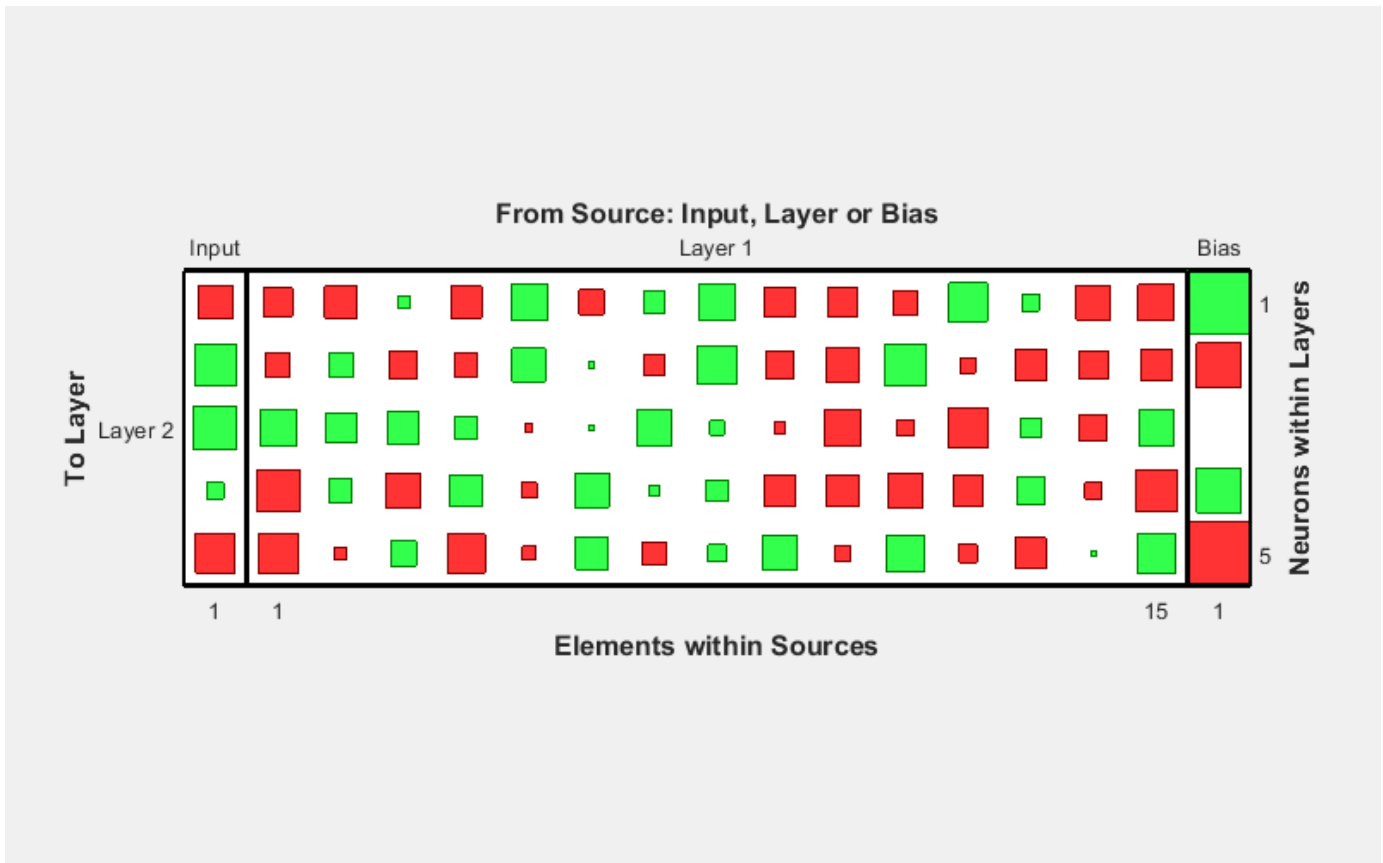 From Source: Input, Layer or Bias
Input Layer 1 Bias
1
To Layer
Layer 2
Neurons within Layers
5
1 1 15 1
Elements within Sources